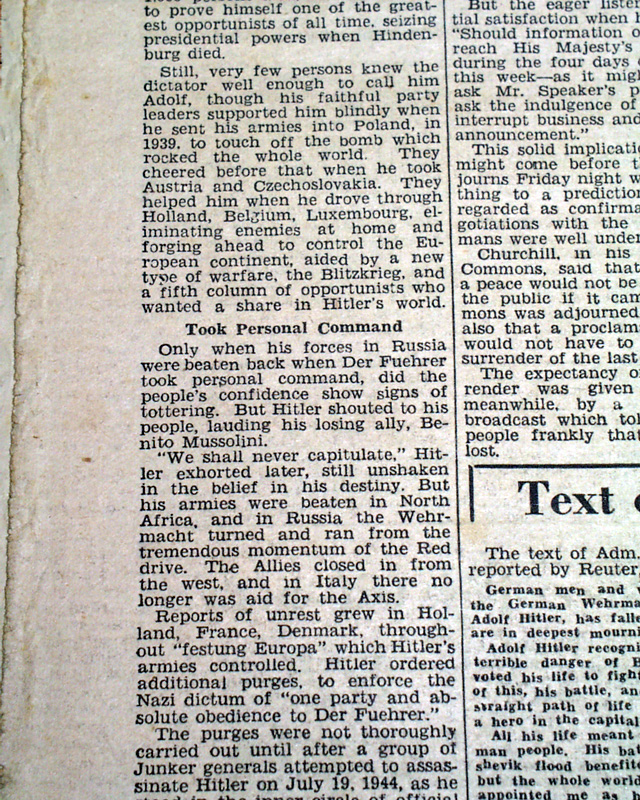 to prove himself one of the great-
est opportunists of all time, seizing
presidential powers when Hinden-
burg died.
Still, very few persons knew the
dictator well enough to call him
Adolf, though his faithful party
leaders supported him blindly when
he sent his armies into Poland, in
1939, to touch off the bomb which
rocked the whole world. They
cheered before that when he took
Austria and Czechoslovakia. They
helped him when he drove through
Holland, Belgium, Luxembourg, el-
iminating enemies at home and
forging ahead to control the Eu-
ropean continent, aided by a new
type of warfare, the Blitzkrieg, and
a fifth column of opportunists who
wanted a share in Hitler's world.
Took Personal Command
Only when his forces in Russia
were beaten back when Der Fuehrer
took personal command, did the
people's confidence show signs of
tottering. But Hitler shouted to his
people, lauding his losing ally, Be-
nito Mussolini.
"We shall never capitulate," Hit-
ler exhorted later, still unshaken
in the belief in his destiny. But
his armies were beaten in North
Africa, and in Russia the Wehr-
macht turned and ran from the
tremendous momentum of the Red
drive. The Allies closed in from
the west, and in Italy there no
longer was aid for the Axis.
Reports of unrest grew in Hol-
land, France, Denmark, through-
out "festung Europa" which Hitler's
armies controlled. Hitler ordered
additional purges, to enforce the
Nazi dictum of "one party and ab-
solute obedience to Der Fuehrer."
The purges were not thoroughly
carried out until after a group of
Junker generals attempted to assas-
sinate Hitler on July 19, 1944, as he
stood in the inner circle of official
But the eager
tial satisfaction when
"Should information o
reach His Majesty's
during the four days
this week—as it
ask Mr. Speaker's
ask the indulgence of
interrupt business and
announcement."
This solid
might come before
journs Friday night
thing to a prediction
regarded as
gotiations with the
mans were well
Churchill, in his
Commons, said that
a peace would not be
the public if it
mons was adjourned
also that a
would not have to
surrender of the last
The expectancy
render was given
meanwhile, by a
broadcast which
people frankly that
lost.
Text
The text of Adm.
reported by Reuter,
German men and
the German
Adolf Hitler, has
are in deepest
Adolf Hitler
terrible danger of
voted his life to
of this, his battle,
straight path of life
a hero in the capital
All his life meant
man people. His
shevik flood
but the whole
appointed me as